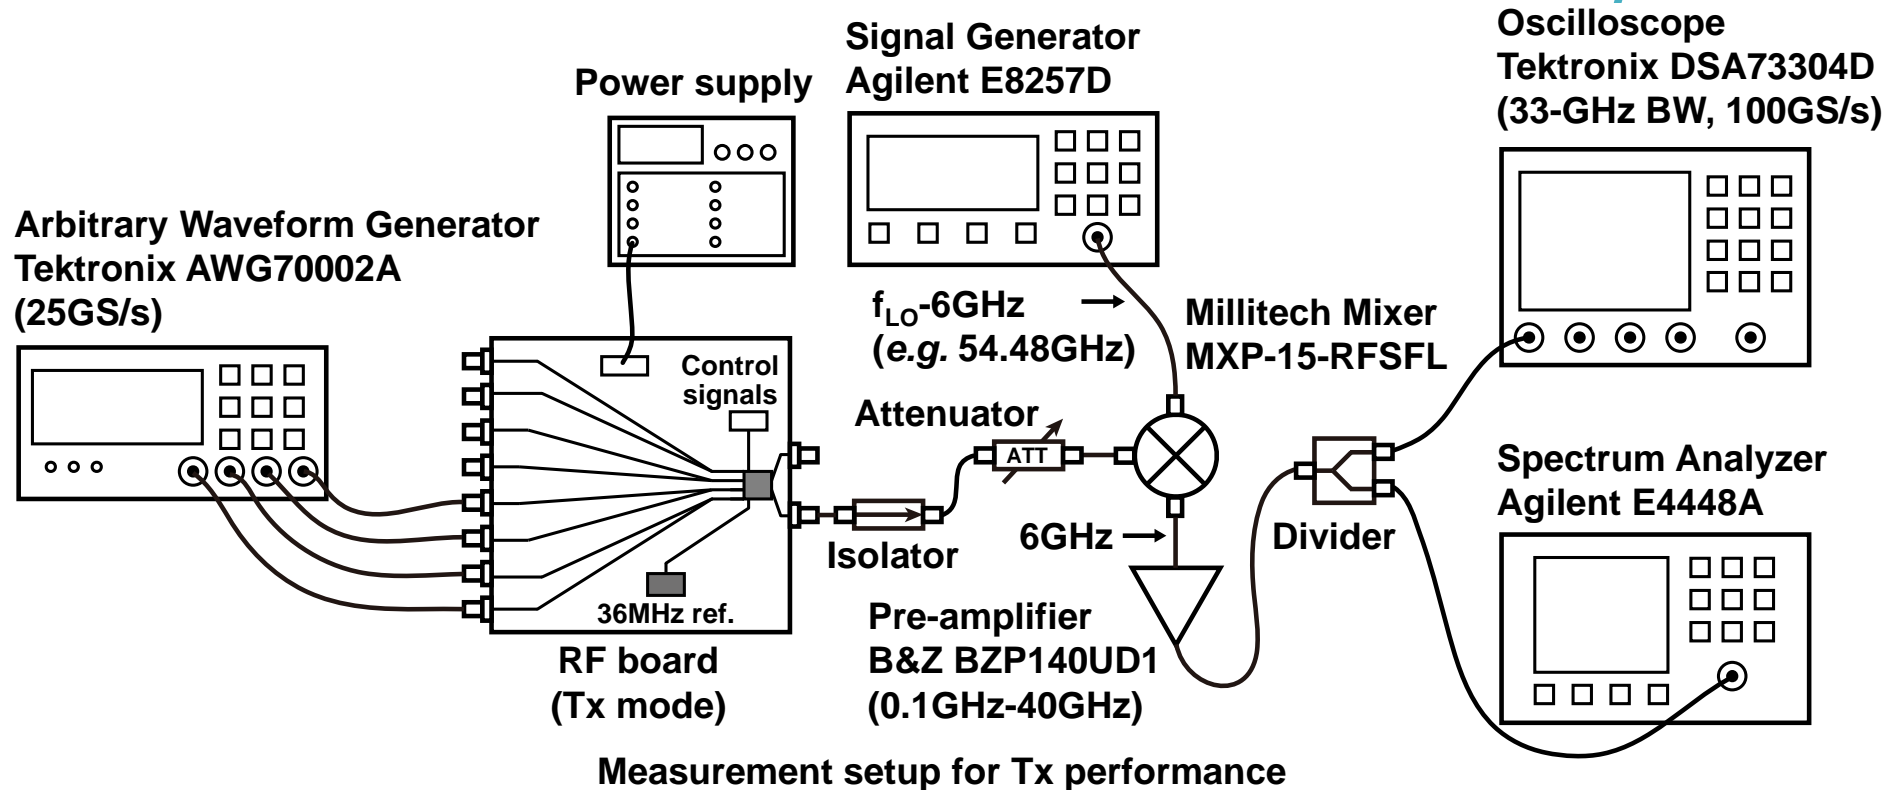 Signal Generator
Agilent E8257D
Power supply
Oscilloscope
Tektronix DSA73304D
(33-GHz BW, 100GS/s)
Arbitrary Waveform Generator
Tektronix AWG70002A
(25GS/s)
fLO-6GHz
(e.g. 54.48GHz)
Millitech Mixer
MXP-15-RFSFL
Control
signals
Attenuator
ATT
Isolator
6GHz
Divider
Spectrum Analyzer
Agilent E4448A
36MHz ref.
RF board
(Tx mode)
Pre-amplifier
B&Z BZP140UD1
(0.1GHz-40GHz)
Measurement setup for Tx performance